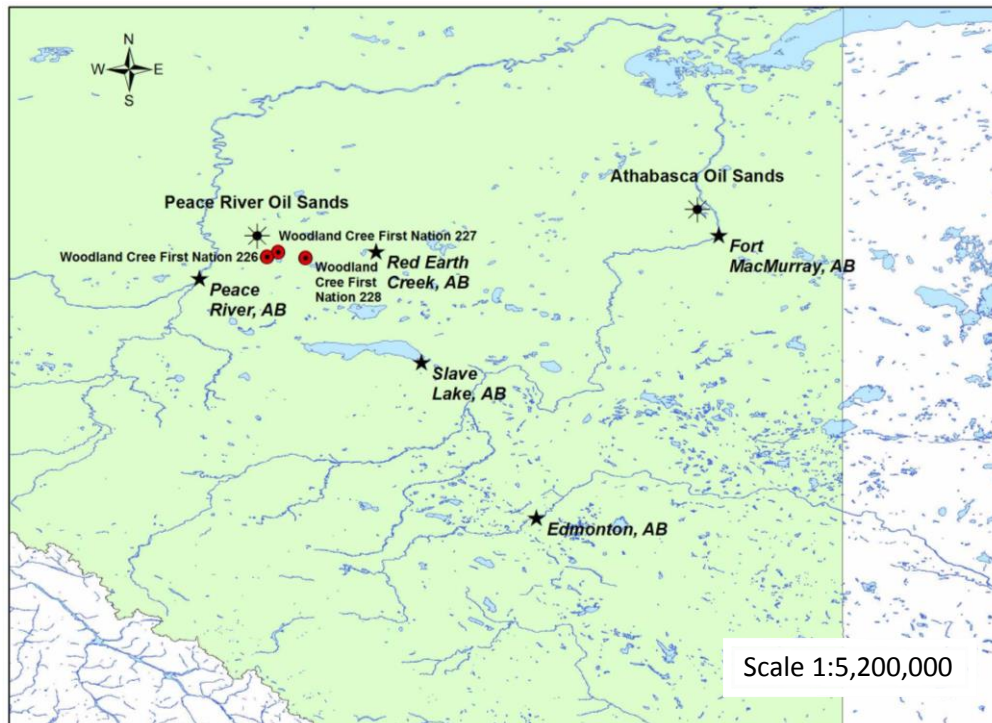 N
W E
S
Athabasca Oil Sands
Peace River Oil Sands
Woodland Cree First Nation 227
Woodland Cree First Nation 226
Woodland
Cree First
Nation 228
Red Earth
Creek, AB
Fort
MacMurray, AB
Peace
River, AB
Slave
Lake, AB
Edmonton, AB
Scale 1:5,200,000